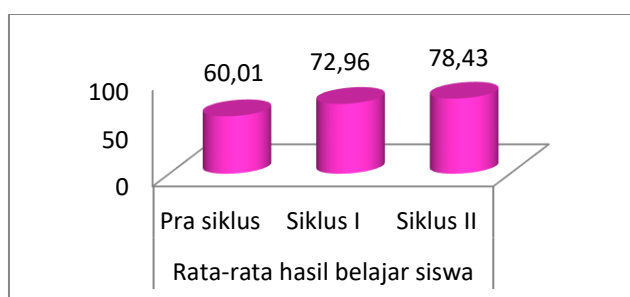 60,01 72,96 78,43
100
50
0
Pra siklus Siklus I Siklus II
Rata-rata hasil belajar siswa